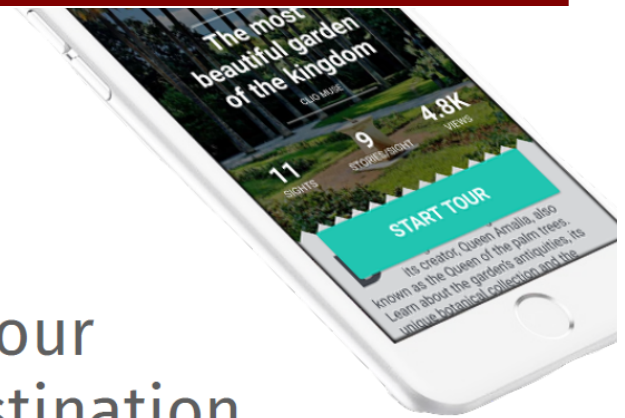 The most
beautiful garden
of the kingdom
CLIO MUSE
11
SIGHTS
9
STORIES/SIGHT
4.8K
VIEWS
START TOUR
its creator, Queen Amalia, also
known as the Queen of the palm trees.
Learn about the garden's antiquities, its
unique botanical collection and the
our
stination